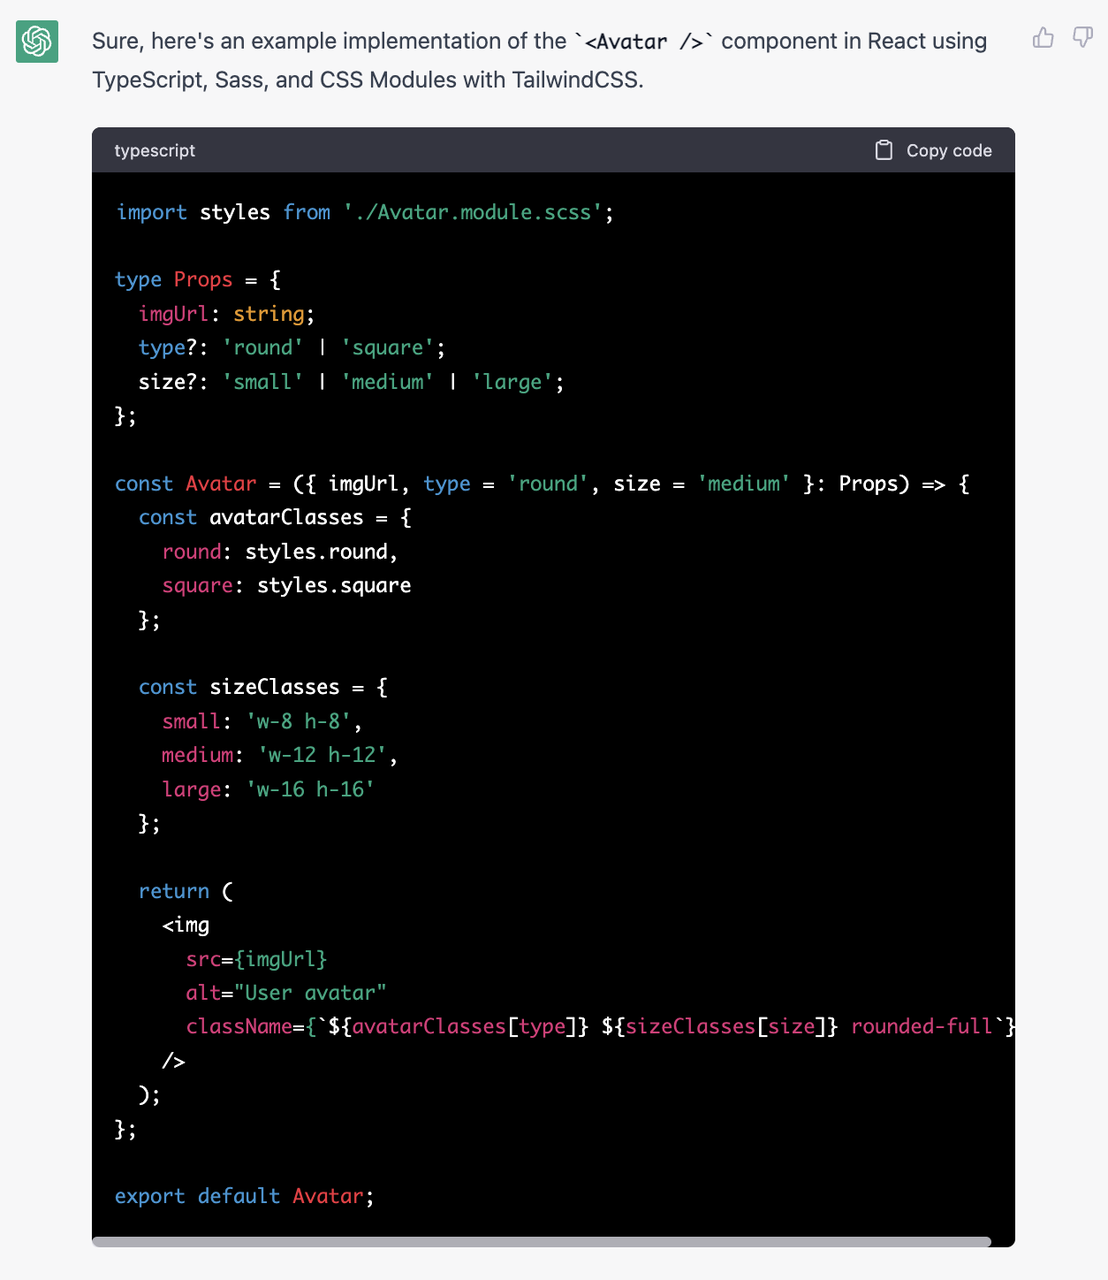 Sure, here's an example implementation of the `<Avatar />` component in React using
TypeScript, Sass, and CSS Modules with TailwindCSS.
typescript
Copy code
import styles from './Avatar.module.scss';
type Props = {
  imgUrl: string;
  type?: 'round' | 'square';
  size?: 'small' | 'medium' | 'large';
};
const Avatar = ({ imgUrl, type = 'round', size = 'medium' }: Props) => {
  const avatarClasses = {
    round: styles.round,
    square: styles.square
  };
  const sizeClasses = {
    small: 'w-8 h-8',
    medium: 'w-12 h-12',
    large: 'w-16 h-16'
  };
  return (
    <img
      src={imgUrl}
      alt="User avatar"
      className={`${avatarClasses[type]} ${sizeClasses[size]} rounded-full`}
    />
  );
};
export default Avatar;